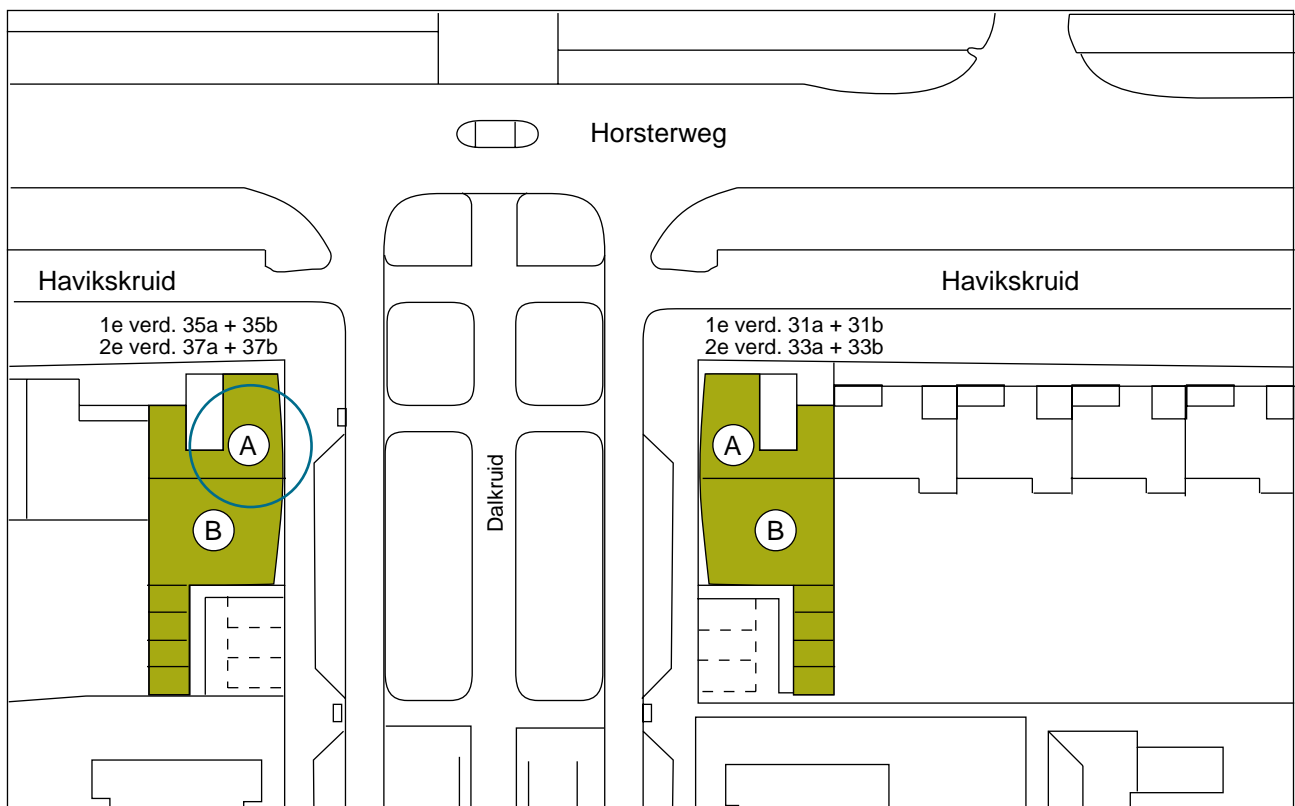 Horsterweg
Havikskruid
Havikskruid
1e verd. 35a + 35b
2e verd. 37a + 37b
1e verd. 31a + 31b
2e verd. 33a + 33b
A
A
Dalkruid
B
B